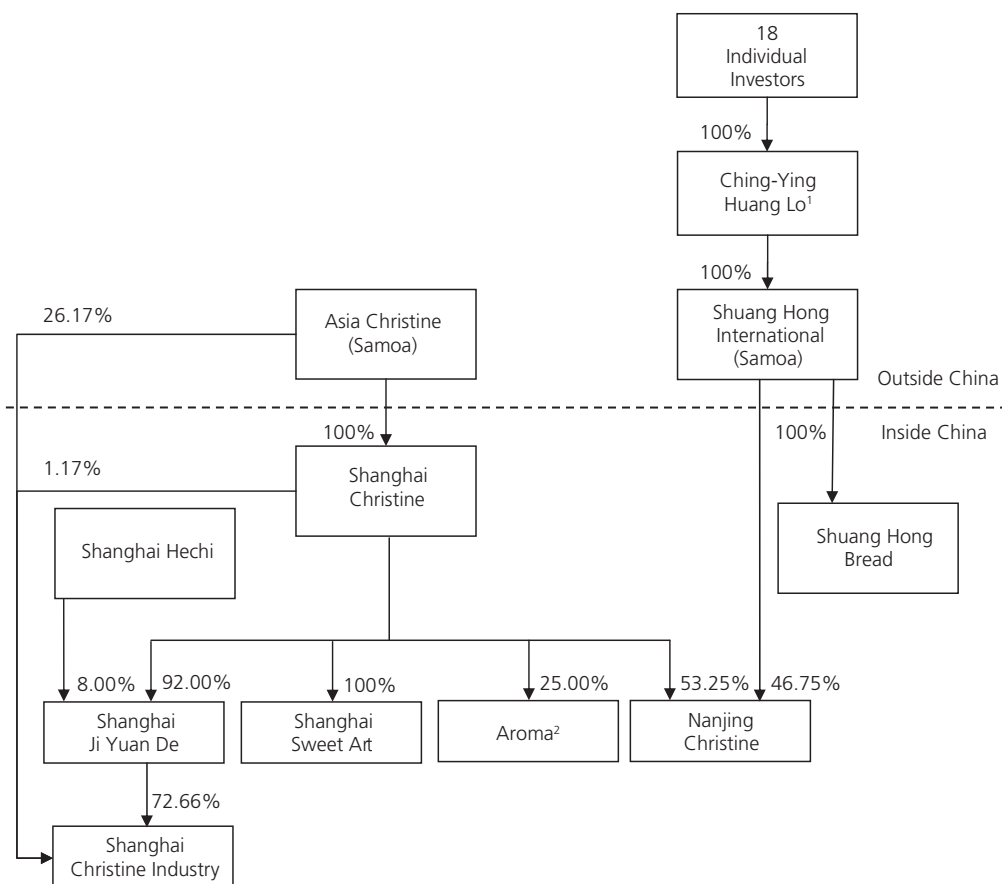 18
Individual
Investors
100%
Ching-Ying
Huang Lo¹
100%
26.17%
Asia Christine
(Samoa)
Shuang Hong
International
(Samoa)
Outside China
100%
100%
Inside China
1.17%
Shanghai
Christine
Shanghai Hechi
Shuang Hong
Bread
8.00%
92.00%
100%
25.00%
53.25%
46.75%
Shanghai
Ji Yuan De
Shanghai
Sweet Art
Aroma²
Nanjing
Christine
72.66%
Shanghai
Christine Industry